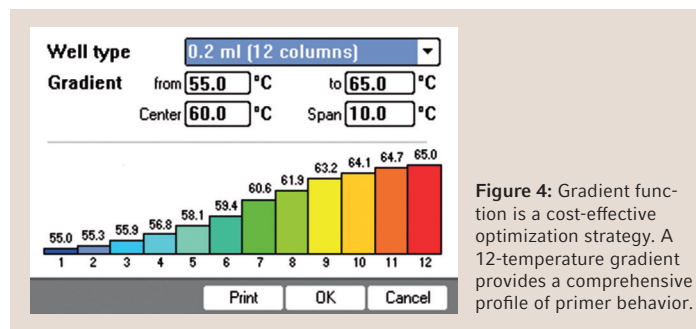 Well type 0.2 ml (12 columns)
Gradient from 55.0 °C to 65.0 °C
Center 60.0 °C Span 10.0 °C
55.0 55.3 55.9 56.8 58.1 59.4 60.6 61.9 63.2 64.1 64.7 65.0
1 2 3 4 5 6 7 8 9 10 11 12
Print OK Cancel
Figure 4: Gradient func-
tion is a cost-effective
optimization strategy. A
12-temperature gradient
provides a comprehensive
profile of primer behavior.